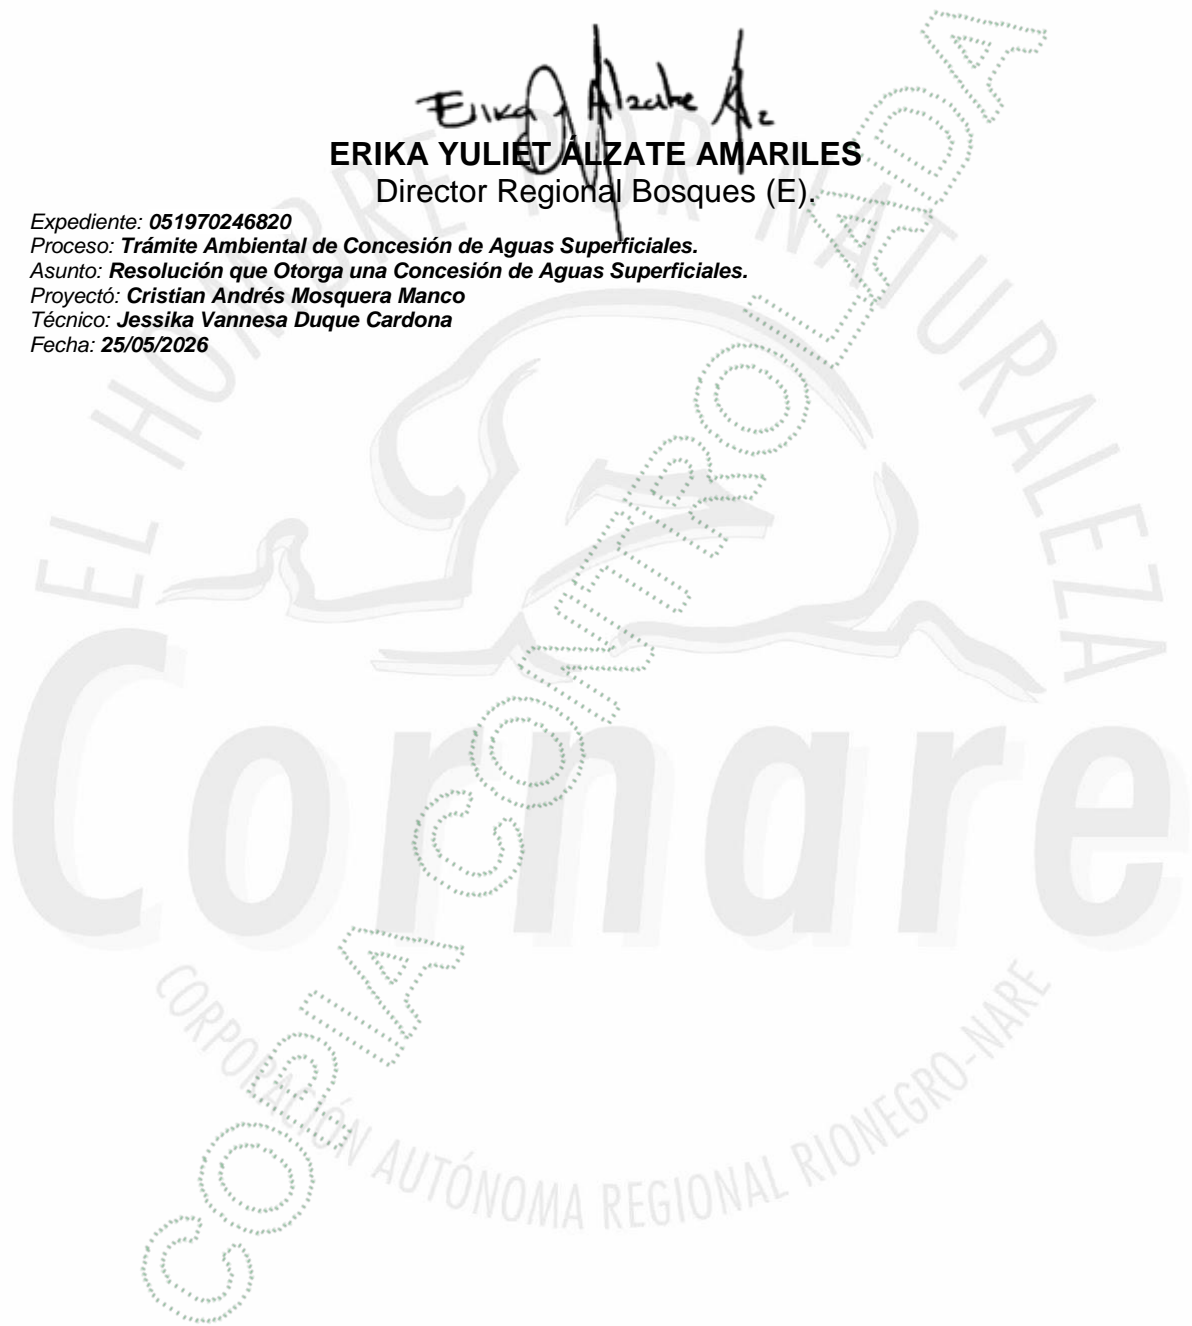 Erika Alzate A
ERIKA YULIET ÁLZATE AMARILES
Director Regional Bosques (E).
Expediente: 051970246820
Proceso: Trámite Ambiental de Concesión de Aguas Superficiales.
Asunto: Resolución que Otorga una Concesión de Aguas Superficiales.
Proyectó: Cristian Andrés Mosquera Manco
Técnico: Jessika Vannesa Duque Cardona
Fecha: 25/05/2026
EL HOMBRE POR NATURALEZA
Cornare
CORPORACIÓN AUTÓNOMA REGIONAL RIONEGRO-NARE
COPIA CONTROLADA